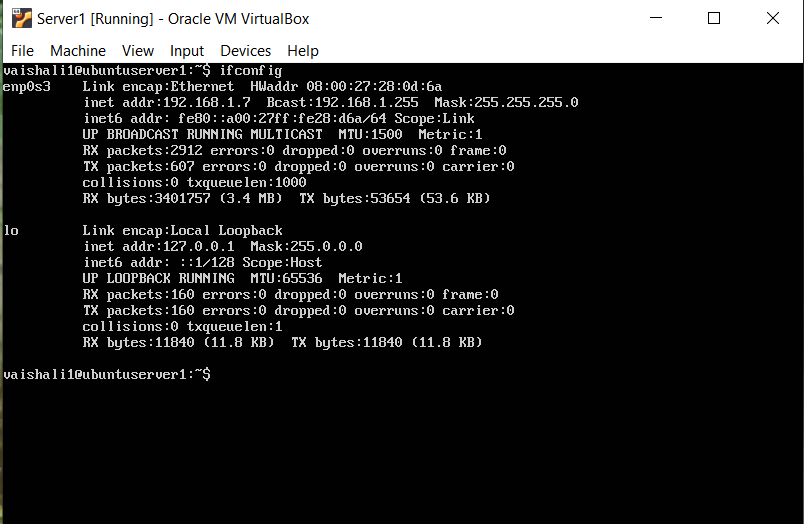 Server1 [Running] - Oracle VM VirtualBox
File Machine View Input Devices Help
vaishali1@ubuntuserver1:~$ ifconfig
enp0s3 Link encap:Ethernet HWaddr 08:00:27:28:0d:6a
inet addr:192.168.1.7 Bcast:192.168.1.255 Mask:255.255.255.0
inet6 addr: fe80::a00:27ff:fe28:d6a/64 Scope:Link
UP BROADCAST RUNNING MULTICAST MTU:1500 Metric:1
RX packets:2912 errors:0 dropped:0 overruns:0 frame:0
TX packets:607 errors:0 dropped:0 overruns:0 carrier:0
collisions:0 txqueuelen:1000
RX bytes:3401757 (3.4 MB) TX bytes:53654 (53.6 KB)
lo Link encap:Local Loopback
inet addr:127.0.0.1 Mask:255.0.0.0
inet6 addr: ::1/128 Scope:Host
UP LOOPBACK RUNNING MTU:65536 Metric:1
RX packets:160 errors:0 dropped:0 overruns:0 frame:0
TX packets:160 errors:0 dropped:0 overruns:0 carrier:0
collisions:0 txqueuelen:1
RX bytes:11840 (11.8 KB) TX bytes:11840 (11.8 KB)
vaishali1@ubuntuserver1:~$